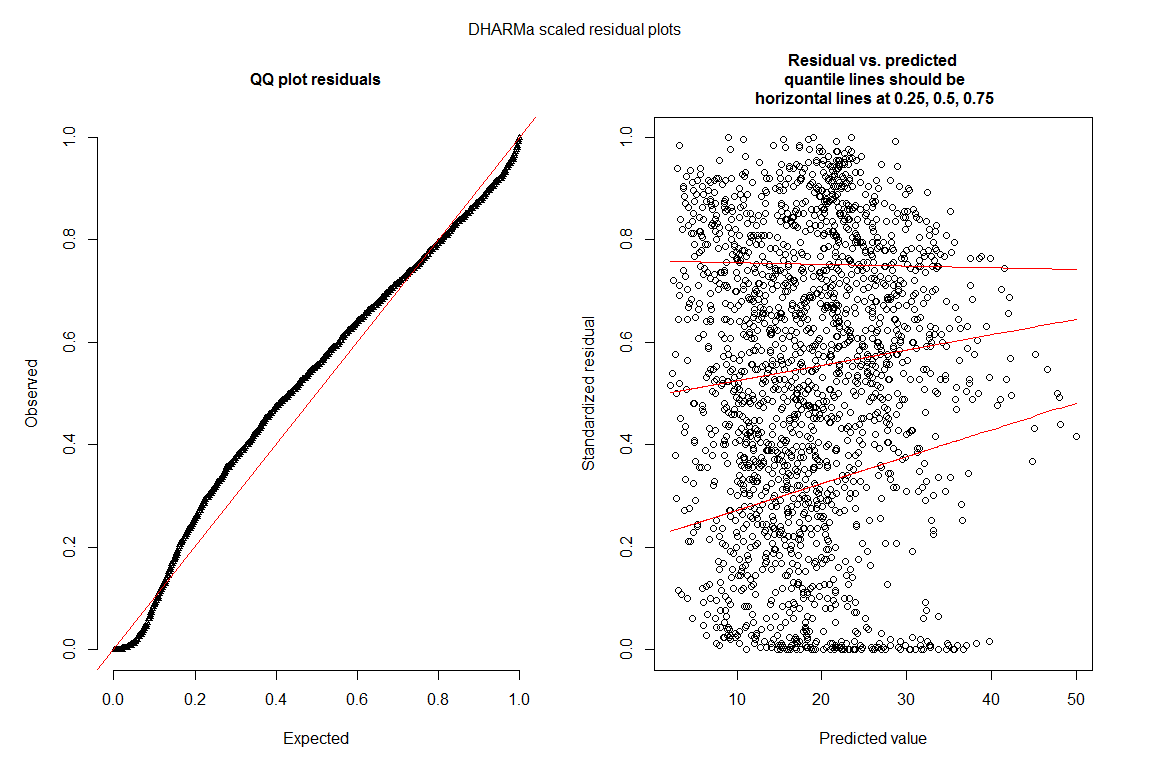 DHARMa scaled residual plots
QQ plot residuals
Observed
0.0 0.2 0.4 0.6 0.8 1.0
0.0 0.2 0.4 0.6 0.8 1.0
Expected
Residual vs. predicted
quantile lines should be
horizontal lines at 0.25, 0.5, 0.75
Standardized residual
0.0 0.2 0.4 0.6 0.8 1.0
10 20 30 40 50
Predicted value